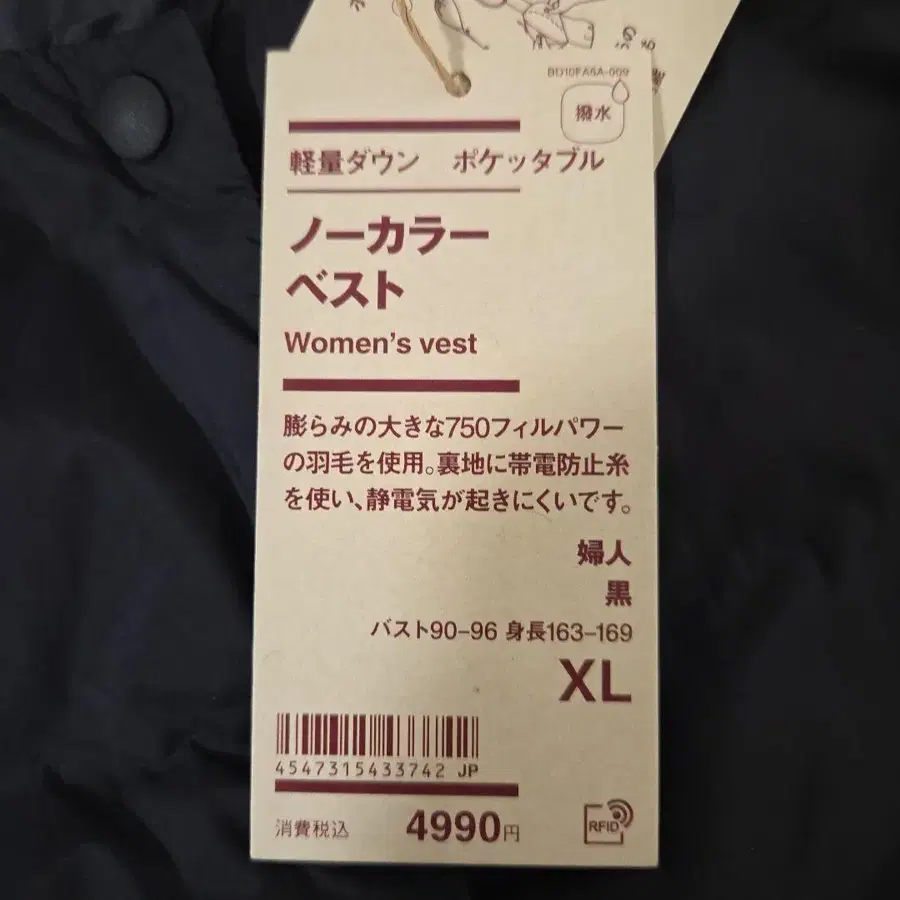 BD10FA5A-009
撥水
軽量ダウン ポケッタブル
ノーカラー
ベスト
Women's vest
膨らみの大きな750フィルパワー
の羽毛を使用。裏地に帯電防止糸
を使い、静電気が起きにくいです。
婦人
黒
バスト90–96 身長163–169
XL
4547315433742 JP
消費税込 4990円
RFID